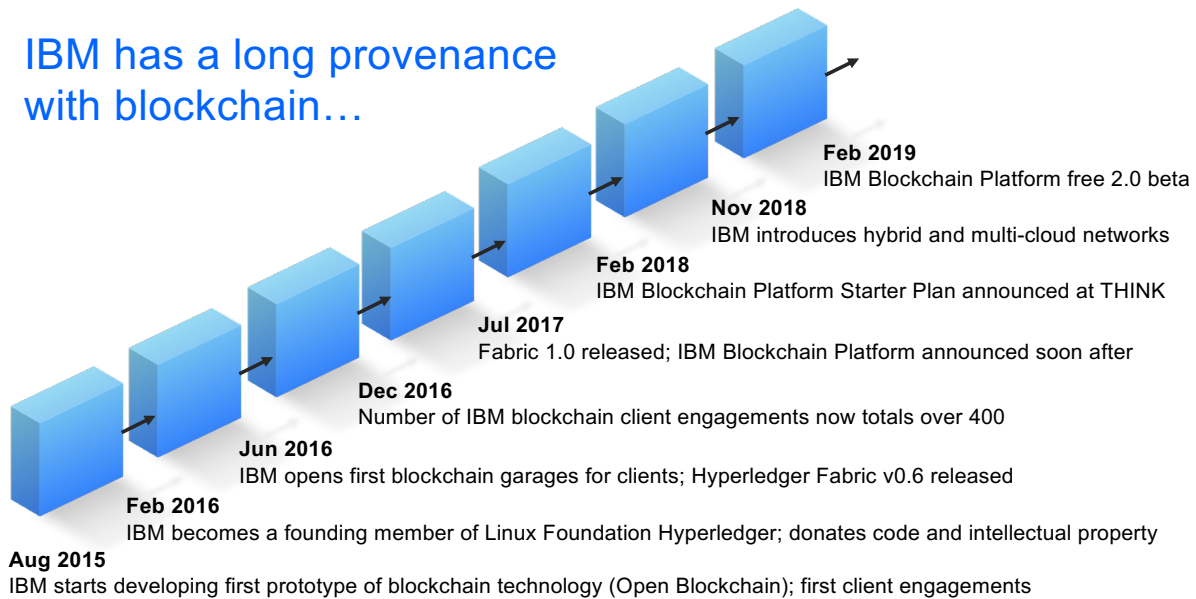 IBM has a long provenance
with blockchain…
Feb 2019
IBM Blockchain Platform free 2.0 beta
Nov 2018
IBM introduces hybrid and multi-cloud networks
Feb 2018
IBM Blockchain Platform Starter Plan announced at THINK
Jul 2017
Fabric 1.0 released; IBM Blockchain Platform announced soon after
Dec 2016
Number of IBM blockchain client engagements now totals over 400
Jun 2016
IBM opens first blockchain garages for clients; Hyperledger Fabric v0.6 released
Feb 2016
IBM becomes a founding member of Linux Foundation Hyperledger; donates code and intellectual property
Aug 2015
IBM starts developing first prototype of blockchain technology (Open Blockchain); first client engagements